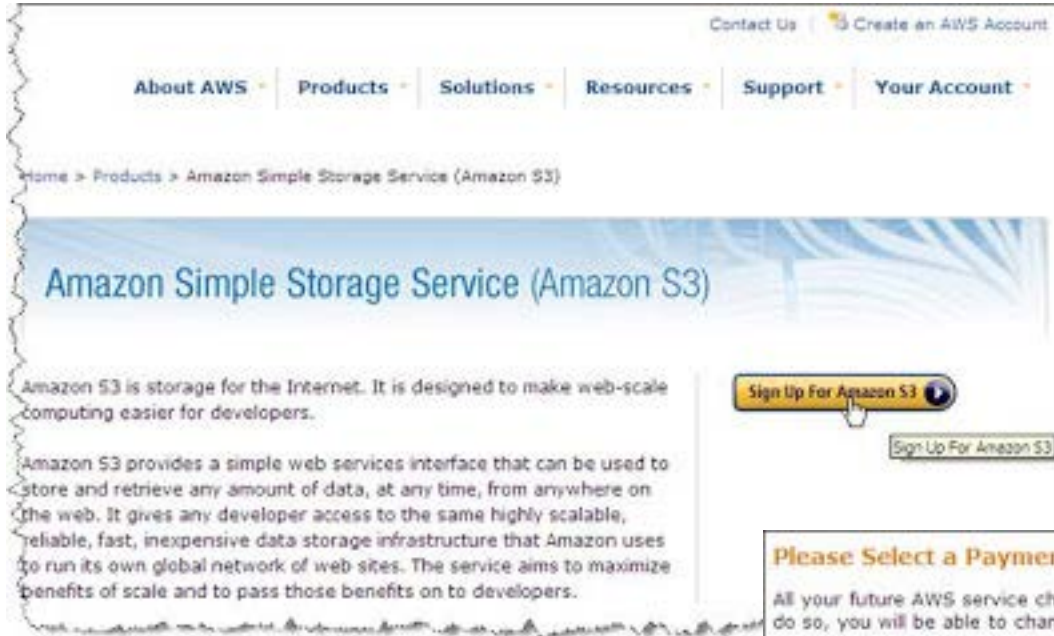 Contact Us | Create an AWS Account
About AWS Products Solutions Resources Support Your Account
Home > Products > Amazon Simple Storage Service (Amazon S3)
Amazon Simple Storage Service (Amazon S3)
Amazon S3 is storage for the Internet. It is designed to make web-scale
computing easier for developers.
Amazon S3 provides a simple web services interface that can be used to
store and retrieve any amount of data, at any time, from anywhere on
the web. It gives any developer access to the same highly scalable,
reliable, fast, inexpensive data storage infrastructure that Amazon uses
to run its own global network of web sites. The service aims to maximize
benefits of scale and to pass those benefits on to developers.
Sign Up For Amazon S3
Sign Up For Amazon S3
Please Select a Paymen
All your future AWS service ch
do so, you will be able to char